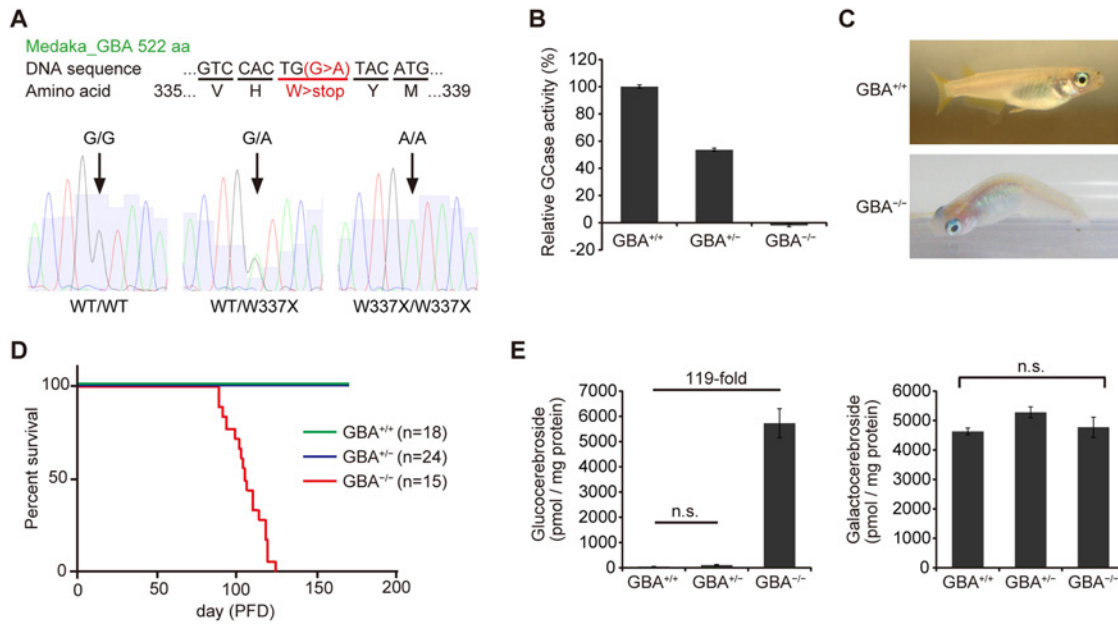 A
Medaka_GBA 522 aa
DNA sequence ...GTC CAC TG(G>A) TAC ATG...
Amino acid 335...V H W>stop Y M ...339
G/G G/A A/A
WT/WT WT/W337X W337X/W337X
B
Relative GCase activity (%)
120
100
80
60
40
20
0
-20
GBA+/+ GBA+/− GBA−/−
C
GBA+/+
GBA−/−
D
Percent survival
100
50
0
0 50 100 150 200
day (PFD)
GBA+/+ (n=18)
GBA+/− (n=24)
GBA−/− (n=15)
E
Glucocerebroside
(pmol / mg protein)
7000
6000
5000
4000
3000
2000
1000
0
119-fold
n.s.
GBA+/+ GBA+/− GBA−/−
Galactocerebroside
(pmol / mg protein)
6000
5000
4000
3000
2000
1000
0
n.s.
GBA+/+ GBA+/− GBA−/−